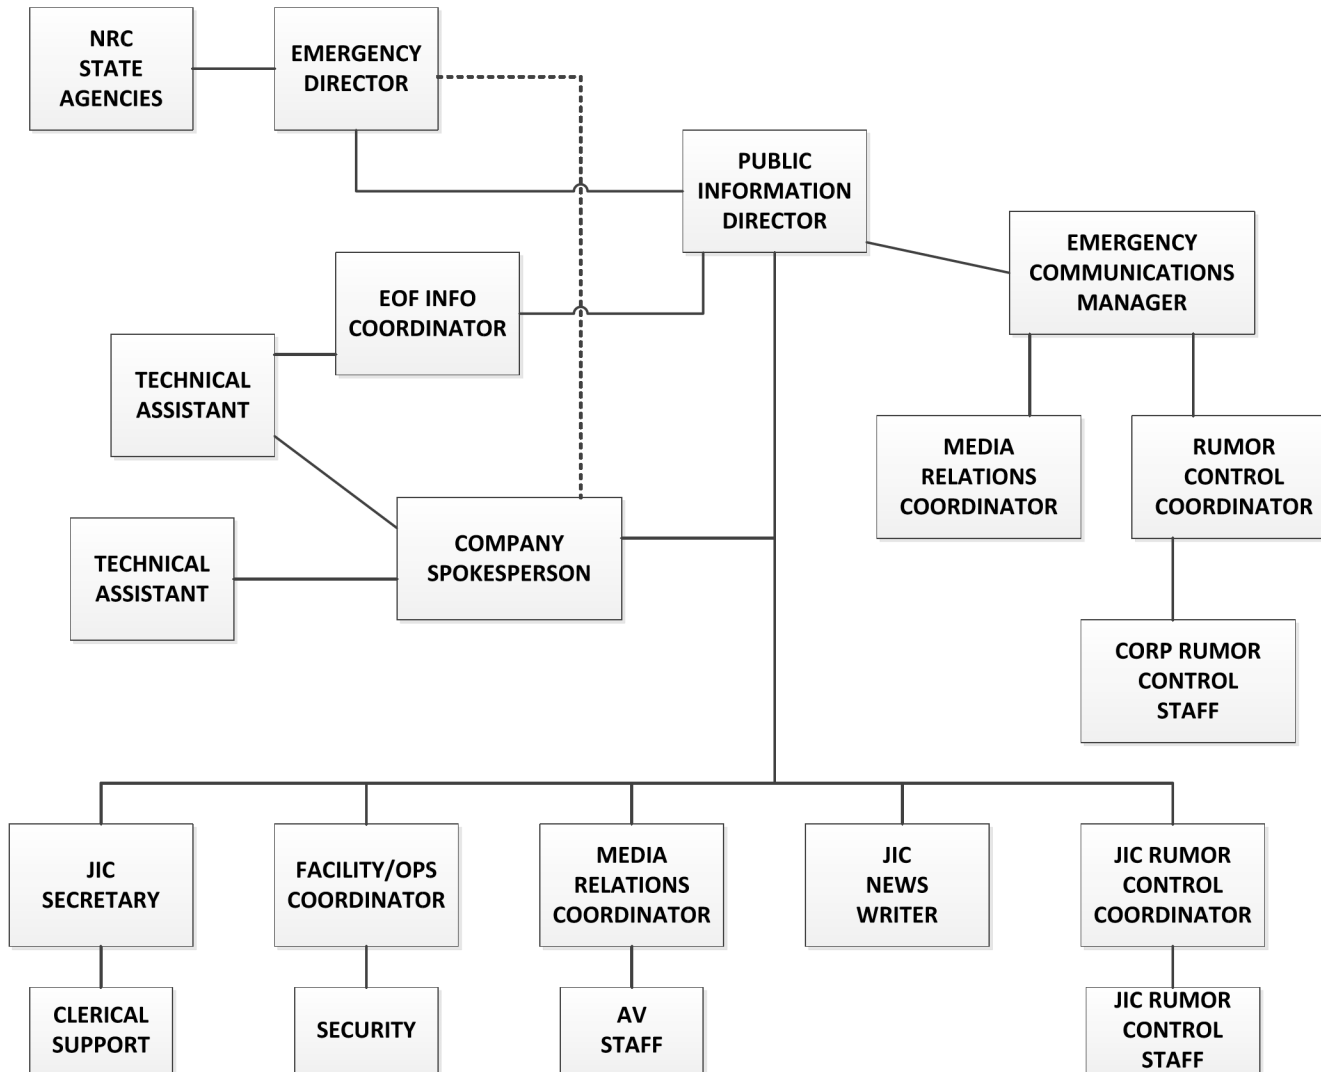 NRC
STATE
AGENCIES
EMERGENCY
DIRECTOR
PUBLIC
INFORMATION
DIRECTOR
EMERGENCY
COMMUNICATIONS
MANAGER
EOF INFO
COORDINATOR
TECHNICAL
ASSISTANT
MEDIA
RELATIONS
COORDINATOR
RUMOR
CONTROL
COORDINATOR
COMPANY
SPOKESPERSON
TECHNICAL
ASSISTANT
CORP RUMOR
CONTROL
STAFF
JIC
SECRETARY
FACILITY/OPS
COORDINATOR
MEDIA
RELATIONS
COORDINATOR
JIC
NEWS
WRITER
JIC RUMOR
CONTROL
COORDINATOR
CLERICAL
SUPPORT
SECURITY
AV
STAFF
JIC RUMOR
CONTROL
STAFF